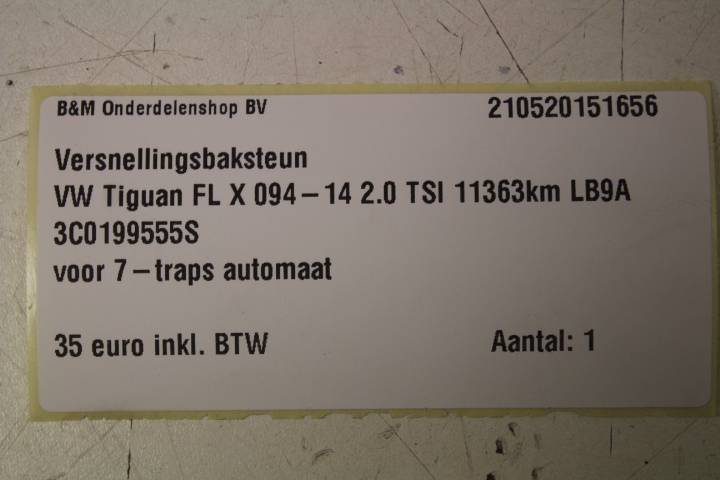 B&M Onderdelenshop BV 210520151656
Versnellingsbaksteun
VW Tiguan FL X 094-14 2.0 TSI 11363km LB9A
3C0199555S
voor 7-traps automaat
35 euro inkl. BTW Aantal: 1